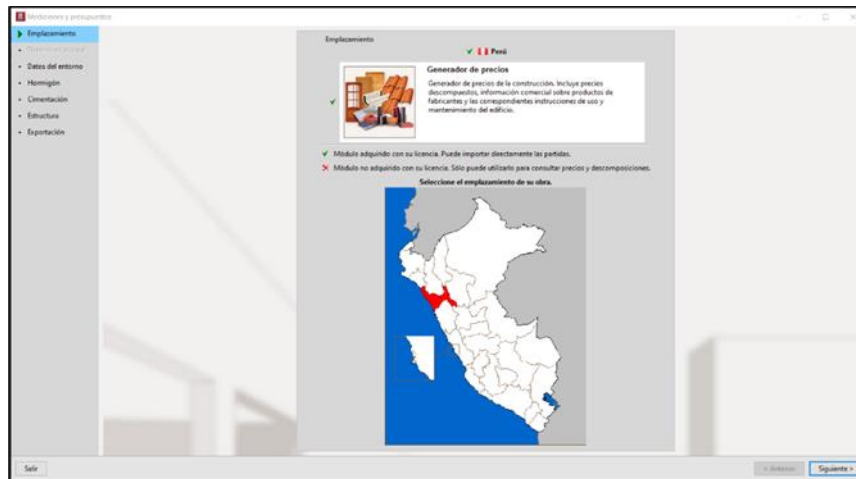 Mediciones y presupuestos
Emplazamiento
Datos del entorno
Hormigón
Cimentación
Estructura
Exportación
Emplazamiento
Perú
Generador de precios
Generador de precios de la construcción. Incluye precios
descompuestos, información comercial sobre productos de
fabricantes y las correspondientes instrucciones de uso y
mantenimiento del edificio.
Módulo adquirido con su licencia. Puede importar directamente las partidas.
Módulo no adquirido con su licencia. Sólo puede utilizarlo para consultar precios y descomposiciones.
Seleccione el emplazamiento de su obra.
Salir
< Anterior
Siguiente >